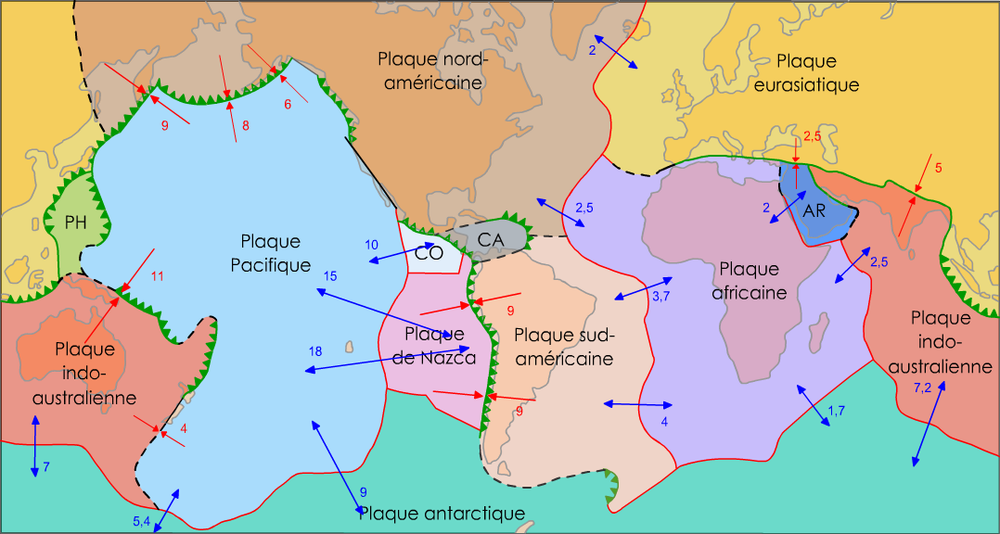 Plaque nord-
américaine
2
Plaque
eurasiatique
9
8
6
2,5
5
PH
Plaque
Pacifique
10
CO
CA
2,5
2
AR
11
15
3,7
Plaque
africaine
2,5
9
Plaque
indo-
australienne
18
Plaque
de Nazca
Plaque sud-
américaine
Plaque
indo-
australienne
4
9
4
1,7
7,2
7
9
5,4
Plaque antarctique